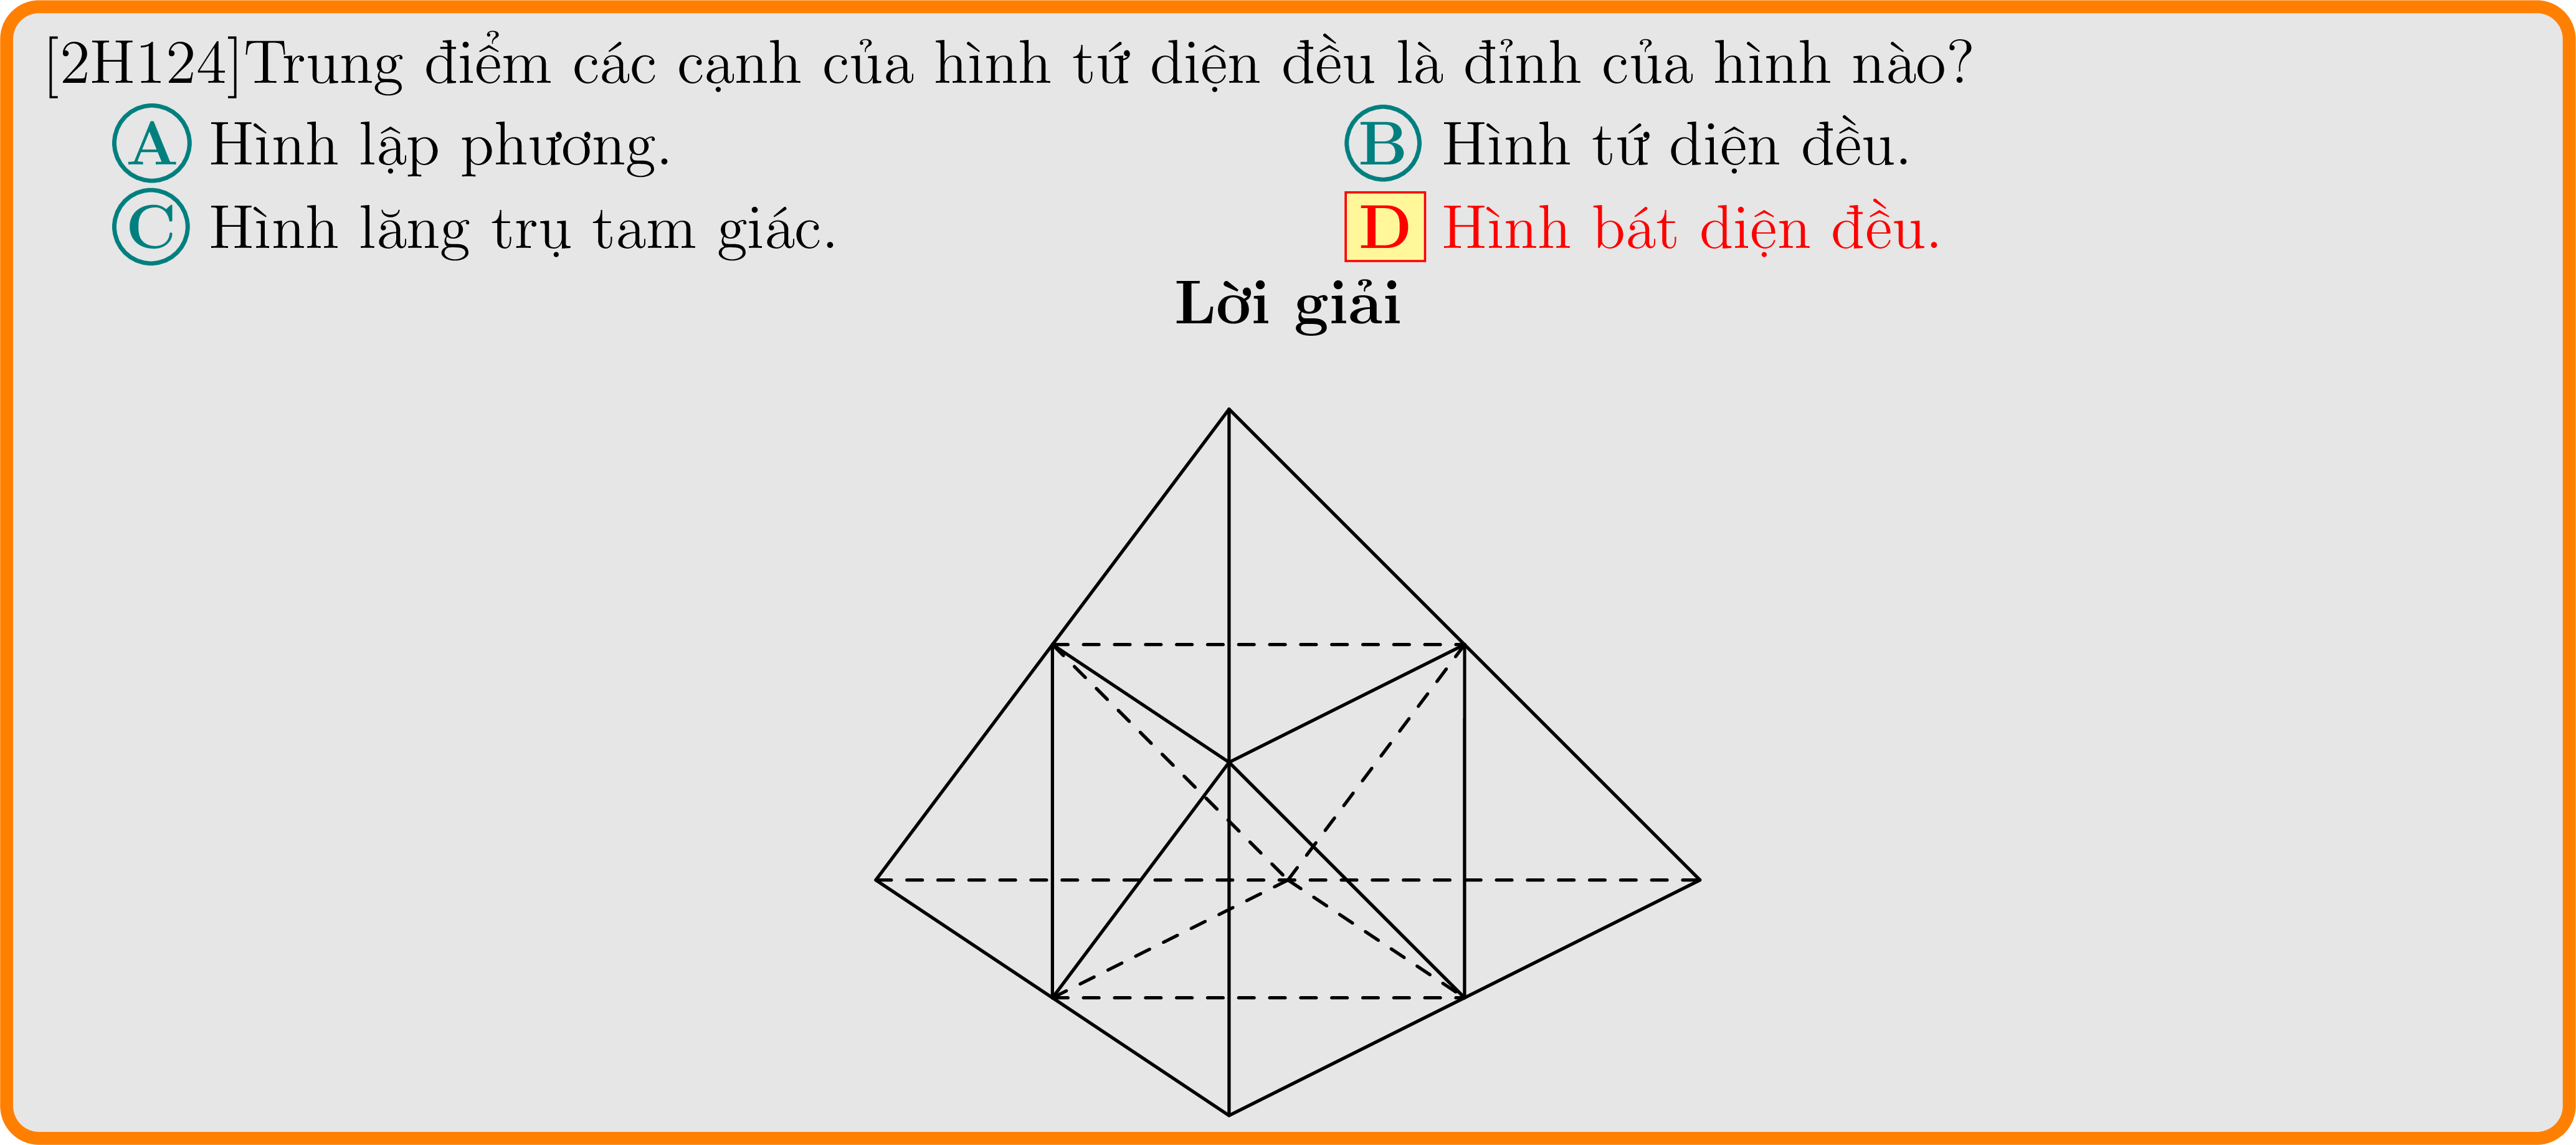 [2H124]Trung điểm các cạnh của hình tứ diện đều là đỉnh của hình nào?
A Hình lập phương. B Hình tứ diện đều.
C Hình lăng trụ tam giác. D Hình bát diện đều.
Lời giải